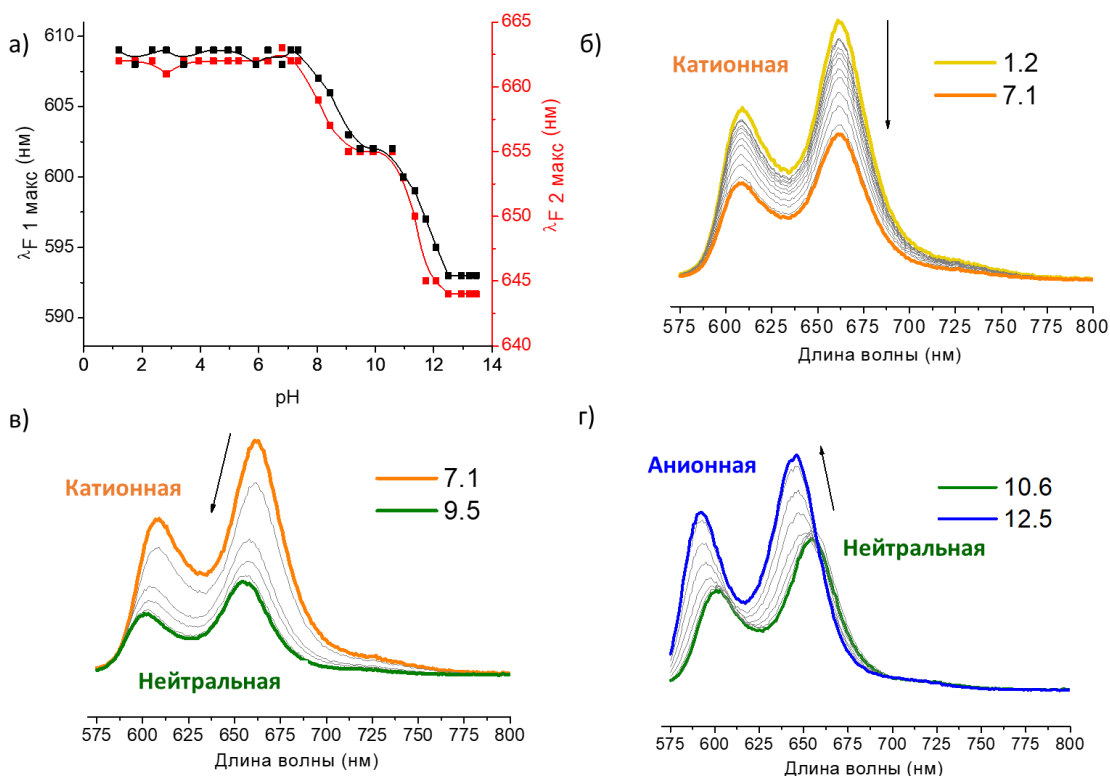 а)
610
605
600
595
590
λF 1 макс (нм)
665
660
655
650
645
640
λF 2 макс (нм)
0 2 4 6 8 10 12 14
pH
б)
Катионная
1.2
7.1
575 600 625 650 675 700 725 750 775 800
Длина волны (нм)
в)
Катионная
7.1
9.5
Нейтральная
575 600 625 650 675 700 725 750 775 800
Длина волны (нм)
г)
Анионная
10.6
12.5
Нейтральная
575 600 625 650 675 700 725 750 775 800
Длина волны (нм)